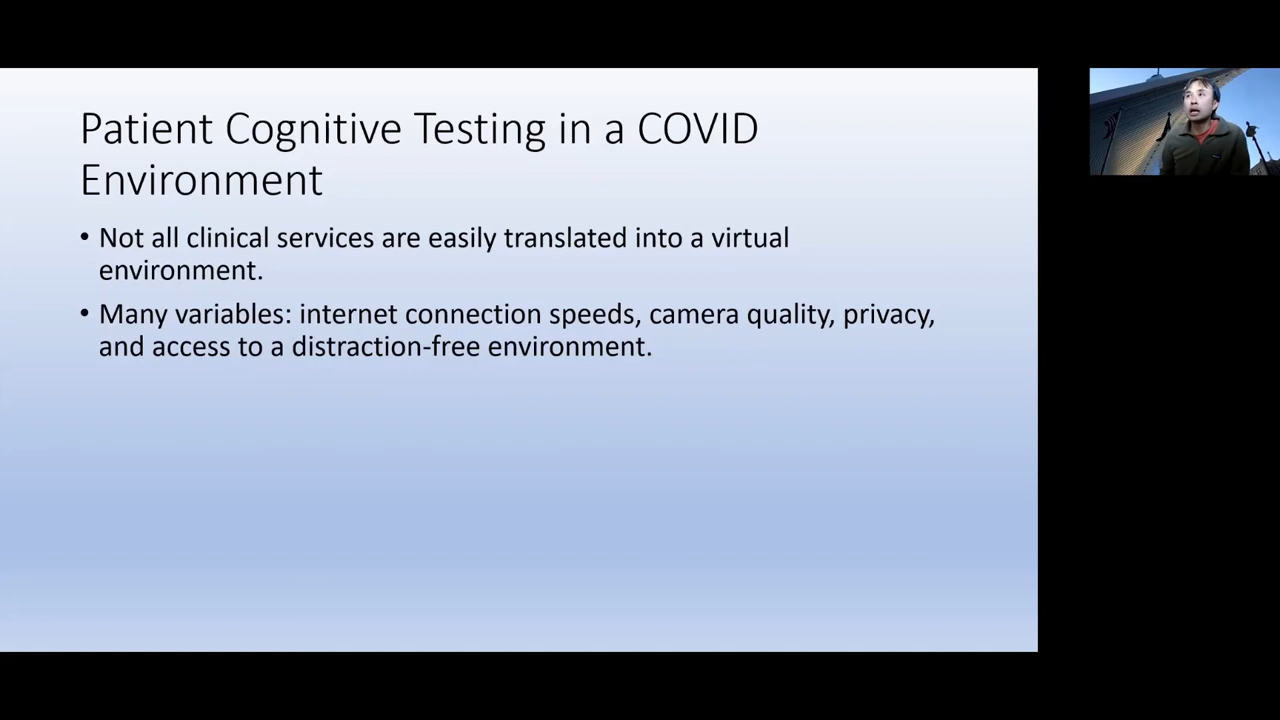 Patient Cognitive Testing in a COVID
Environment
• Not all clinical services are easily translated into a virtual
environment.
• Many variables: internet connection speeds, camera quality, privacy,
and access to a distraction-free environment.